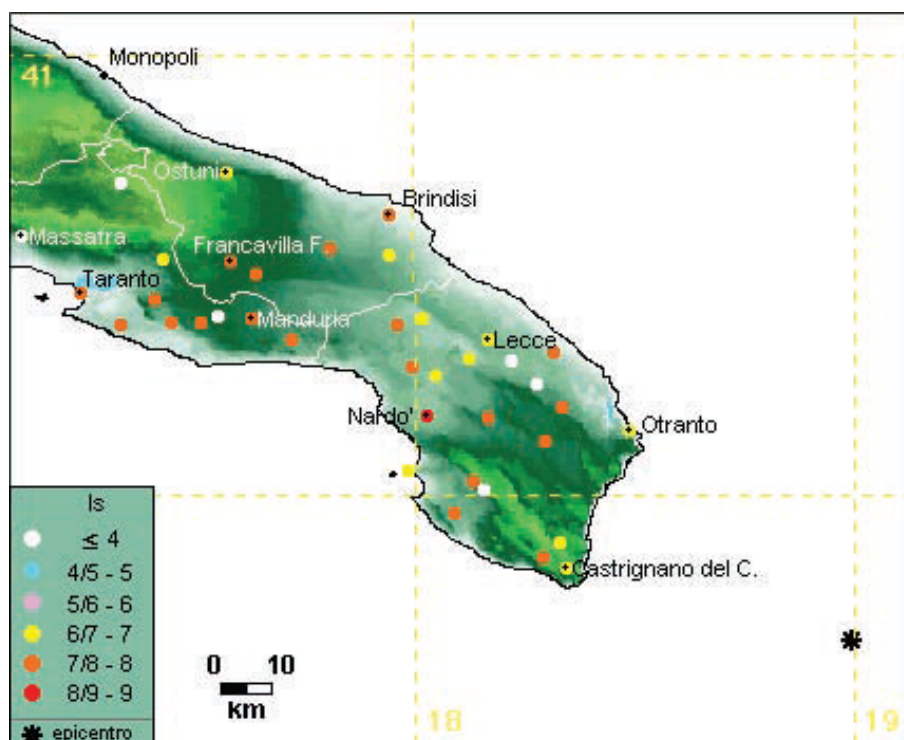 Monopoli
41
Ostuni
Brindisi
Massafra
Francavilla F.
Taranto
Manduria
Lecce
Nardo'
Otranto
Castrignano del C.
Is
≤ 4
4/5 - 5
5/6 - 6
6/7 - 7
7/8 - 8
8/9 - 9
epicentro
0 10
km
18
19